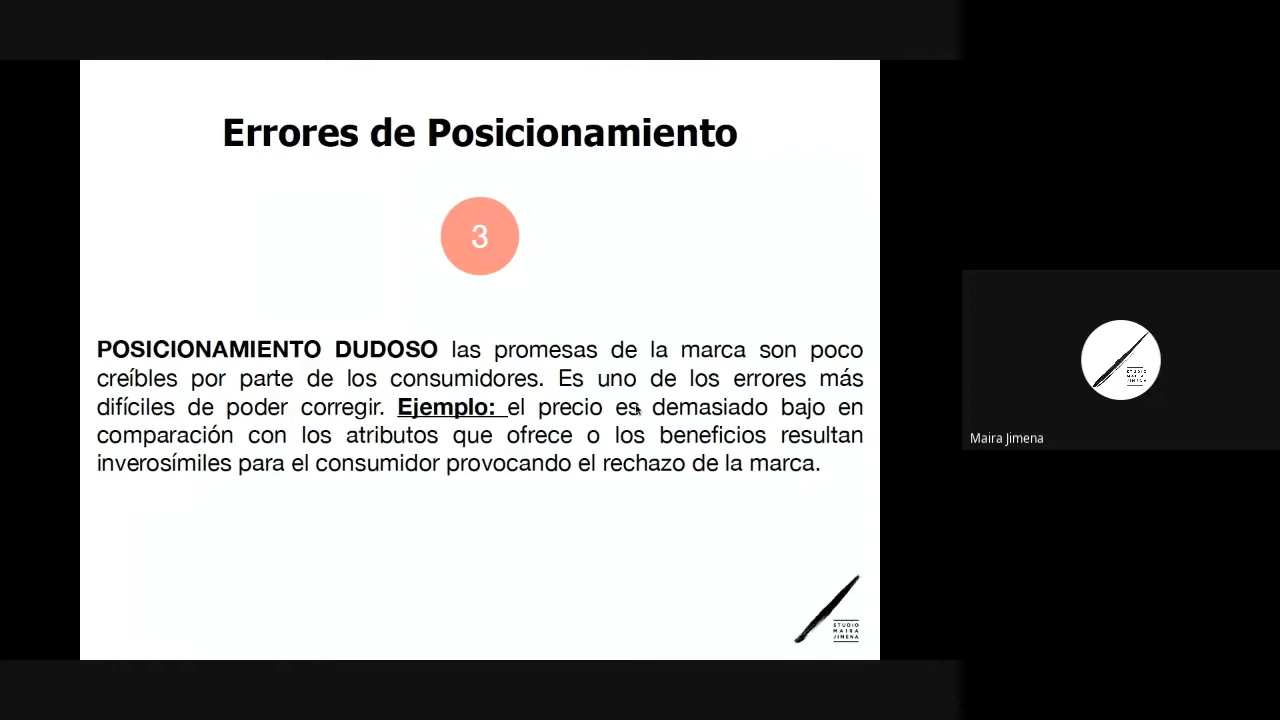 Errores de Posicionamiento
3
POSICIONAMIENTO DUDOSO las promesas de la marca son poco
creíbles por parte de los consumidores. Es uno de los errores más
difíciles de poder corregir. Ejemplo: el precio es demasiado bajo en
comparación con los atributos que ofrece o los beneficios resultan
inverosímiles para el consumidor provocando el rechazo de la marca.
STUDIO
MAIRA
JIMENA
STUDIO
MAIRA
JIMENA
Maira Jimena